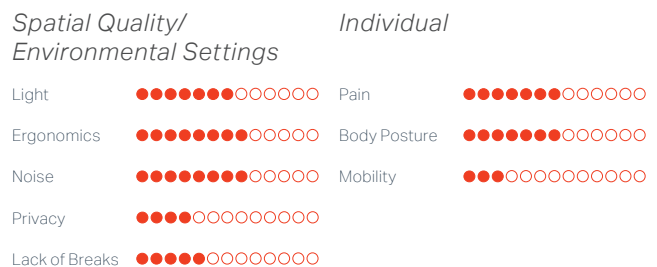 Spatial Quality/
Environmental Settings
Light
Ergonomics
Noise
Privacy
Lack of Breaks
Individual
Pain
Body Posture
Mobility